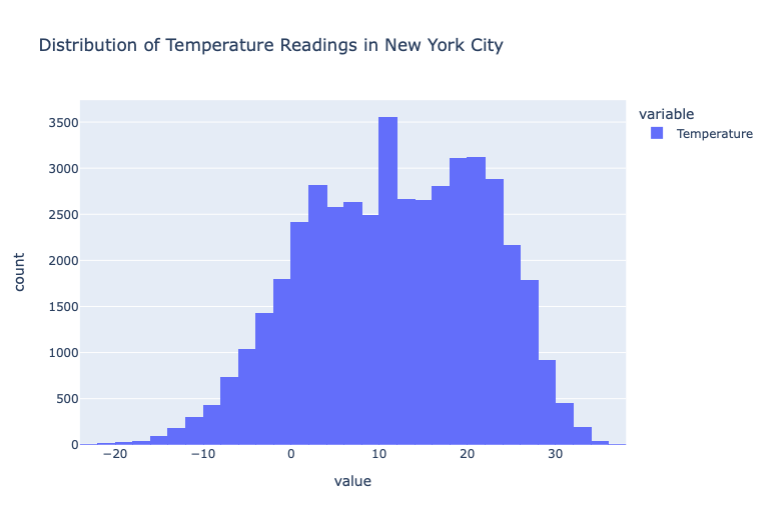 Distribution of Temperature Readings in New York City
variable
Temperature
3500
3000
2500
2000
1500
1000
500
0
count
−20
−10
0
10
20
30
value